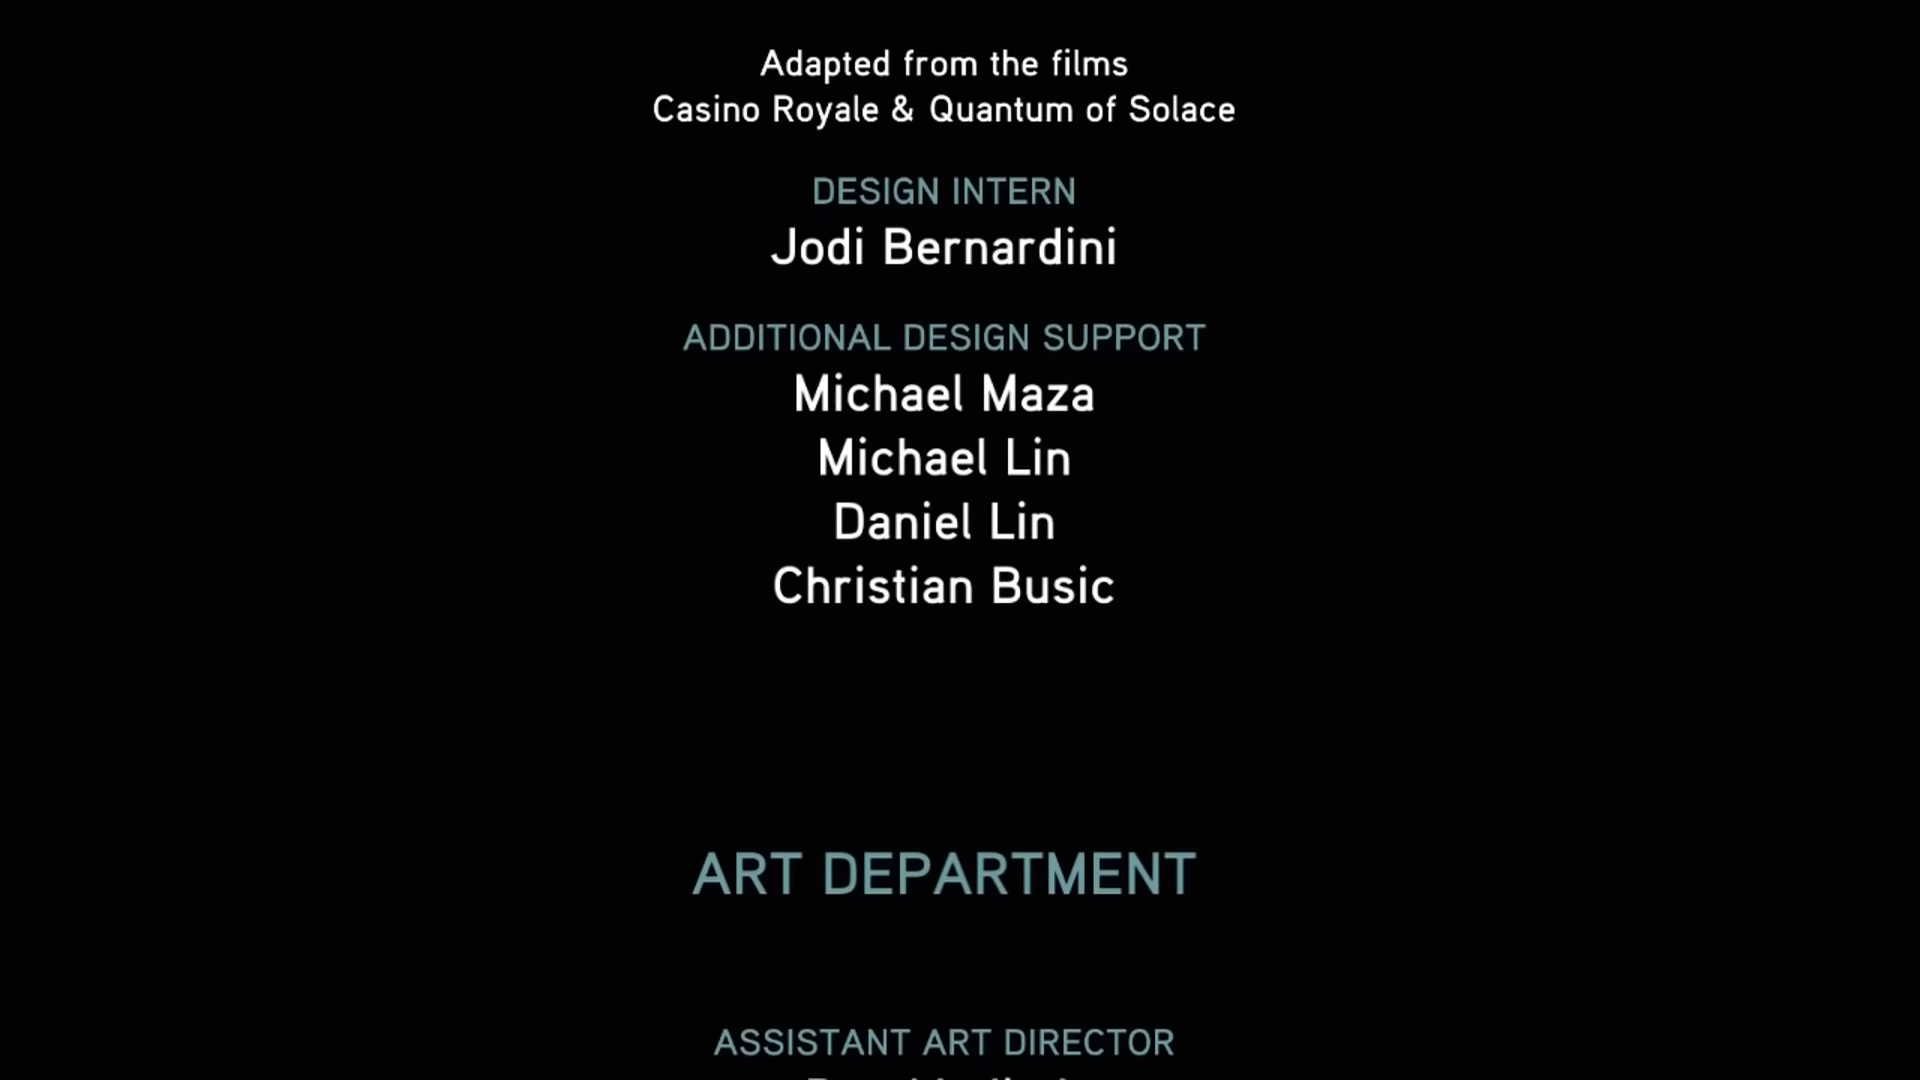 Adapted from the films
Casino Royale & Quantum of Solace
DESIGN INTERN
Jodi Bernardini
ADDITIONAL DESIGN SUPPORT
Michael Maza
Michael Lin
Daniel Lin
Christian Busic
ART DEPARTMENT
ASSISTANT ART DIRECTOR